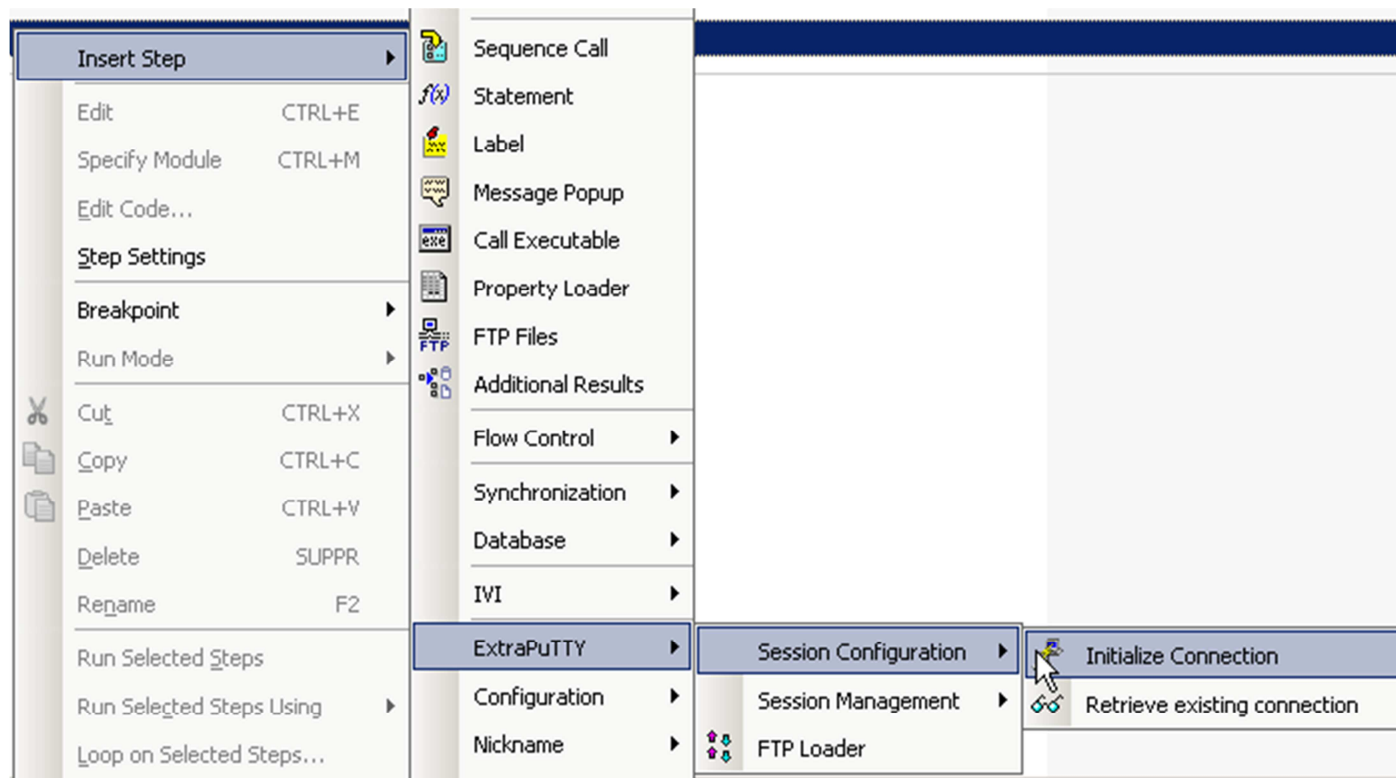 Insert Step
Edit CTRL+E
Specify Module CTRL+M
Edit Code...
Step Settings
Breakpoint
Run Mode
Cut CTRL+X
Copy CTRL+C
Paste CTRL+V
Delete SUPPR
Rename F2
Run Selected Steps
Run Selected Steps Using
Loop on Selected Steps...
Sequence Call
f(x) Statement
Label
Message Popup
exe Call Executable
Property Loader
FTP FTP Files
Additional Results
Flow Control
Synchronization
Database
IVI
ExtraPuTTY
Configuration
Nickname
Session Configuration
Session Management
FTP Loader
Initialize Connection
Retrieve existing connection